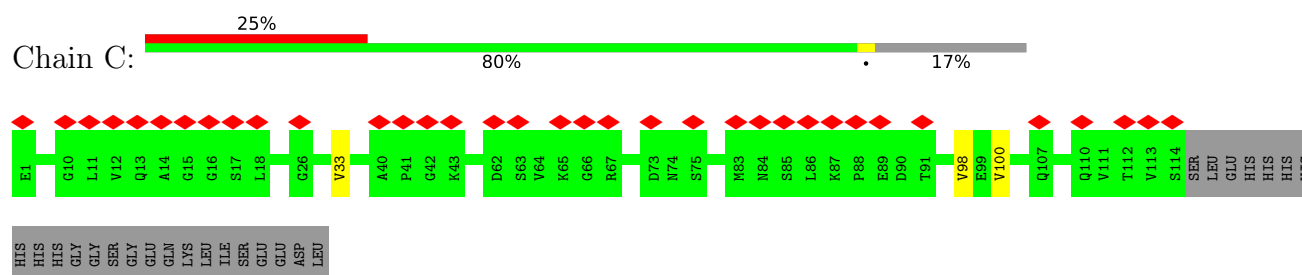 25%
Chain C:
80% • 17%
E1 G10 L11 V12 Q13 A14 G15 G16 S17 L18 G26 V33 A40 P41 G42 K43 D62 S63 V64 K65 G66 R67 D73 N74 S75 M83 N84 S85 L86 K87 P88 E89 D90 T91 V98 E99 V100 Q107 Q110 V111 T112 V113 S114 SER LEU GLU HIS HIS HIS
HIS HIS HIS GLY GLY SER GLY GLU GLN LYS LEU ILE SER GLU GLU ASP LEU